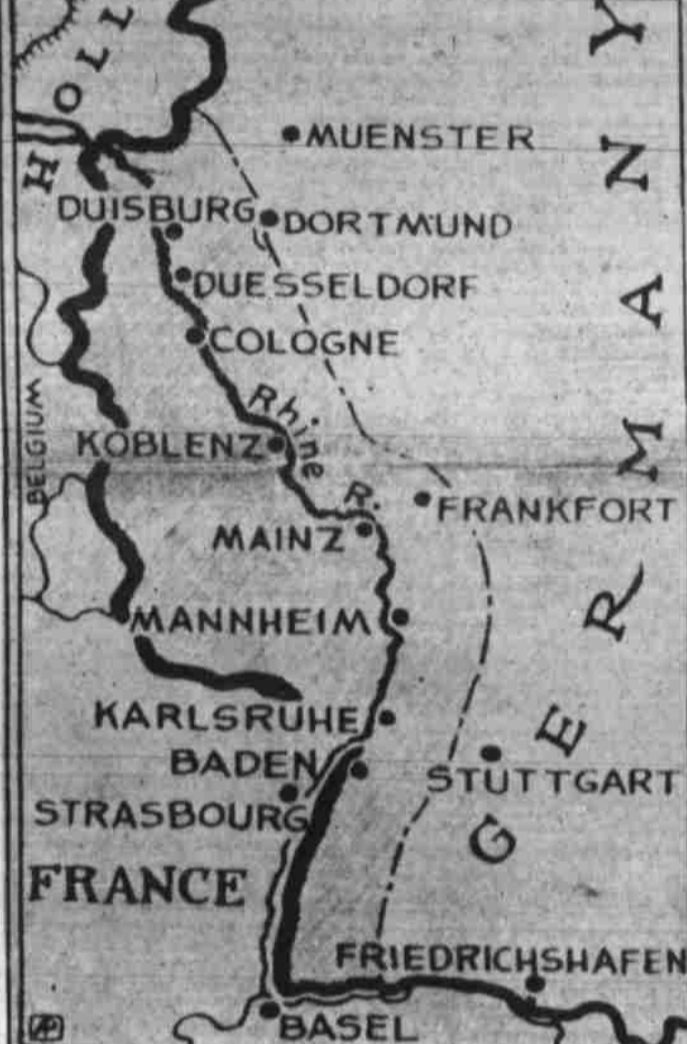 HOLL
GERMANY
MUENSTER
DUISBURG
DORTMUND
DUESSELDORF
COLOGNE
Rhine R.
BELGIUM
KOBLENZ
FRANKFORT
MAINZ
MANNHEIM
KARLSRUHE
BADEN
STUTTGART
STRASBOURG
FRANCE
FRIEDRICHSHAFEN
BASEL
AP